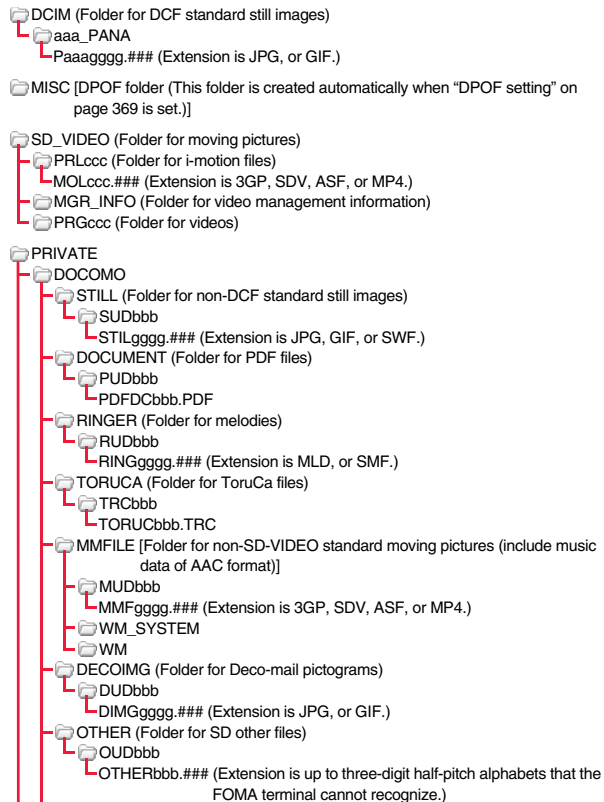 DCIM (Folder for DCF standard still images)
aaa_PANA
Paaagggg.### (Extension is JPG, or GIF.)
MISC [DPOF folder (This folder is created automatically when “DPOF setting” on
page 369 is set.)]
SD_VIDEO (Folder for moving pictures)
PRLccc (Folder for i-motion files)
MOLccc.### (Extension is 3GP, SDV, ASF, or MP4.)
MGR_INFO (Folder for video management information)
PRGccc (Folder for videos)
PRIVATE
DOCOMO
STILL (Folder for non-DCF standard still images)
SUDbbb
STILgggg.### (Extension is JPG, GIF, or SWF.)
DOCUMENT (Folder for PDF files)
PUDbbb
PDFDCbbb.PDF
RINGER (Folder for melodies)
RUDbbb
RINGgggg.### (Extension is MLD, or SMF.)
TORUCA (Folder for ToruCa files)
TRCbbb
TORUCbbb.TRC
MMFILE [Folder for non-SD-VIDEO standard moving pictures (include music
data of AAC format)]
MUDbbb
MMFgggg.### (Extension is 3GP, SDV, ASF, or MP4.)
WM_SYSTEM
WM
DECOIMG (Folder for Deco-mail pictograms)
DUDbbb
DIMGgggg.### (Extension is JPG, or GIF.)
OTHER (Folder for SD other files)
OUDbbb
OTHERbbb.### (Extension is up to three-digit half-pitch alphabets that the
FOMA terminal cannot recognize.)